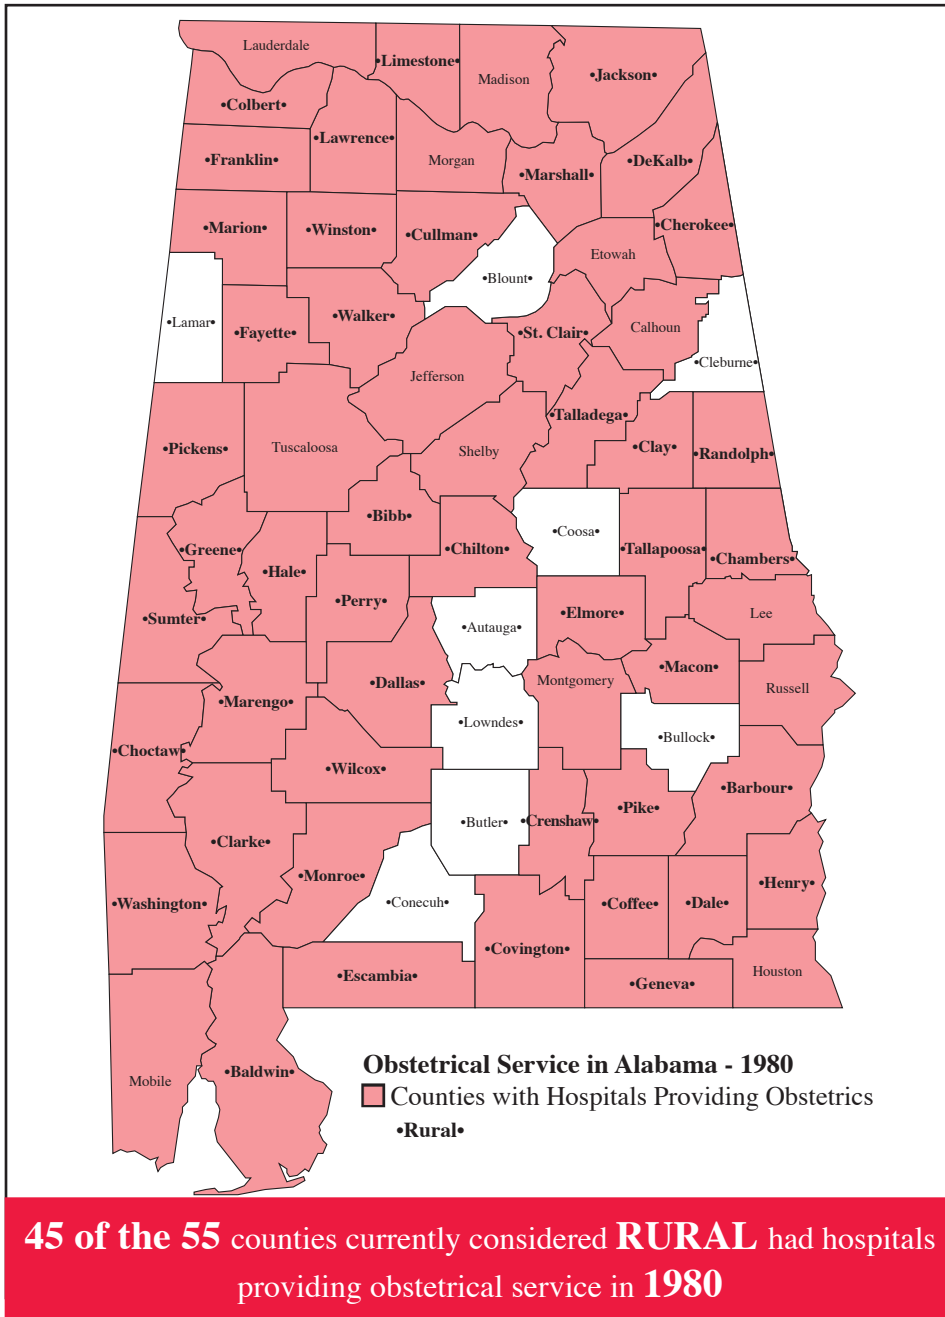 Lauderdale
•Limestone•
Madison
•Jackson•
•Colbert•
•Lawrence•
•Franklin•
Morgan
•Marshall•
•DeKalb•
•Marion•
•Winston•
•Cullman•
•Cherokee•
Etowah
•Blount•
•Lamar•
•Fayette•
•Walker•
•St. Clair•
Calhoun
•Cleburne•
Jefferson
•Talladega•
•Pickens•
Tuscaloosa
Shelby
•Clay•
•Randolph•
•Bibb•
•Coosa•
•Greene•
•Chilton•
•Tallapoosa•
•Chambers•
•Hale•
•Perry•
•Sumter•
•Autauga•
•Elmore•
Lee
•Dallas•
Montgomery
•Macon•
Russell
•Marengo•
•Lowndes•
•Bullock•
•Choctaw•
•Wilcox•
•Barbour•
•Pike•
•Butler•
•Crenshaw•
•Clarke•
•Monroe•
•Henry•
•Washington•
•Conecuh•
•Coffee•
•Dale•
•Covington•
•Escambia•
Houston
•Geneva•
Mobile
•Baldwin•
Obstetrical Service in Alabama - 1980
Counties with Hospitals Providing Obstetrics
•Rural•
45 of the 55 counties currently considered RURAL had hospitals
providing obstetrical service in 1980